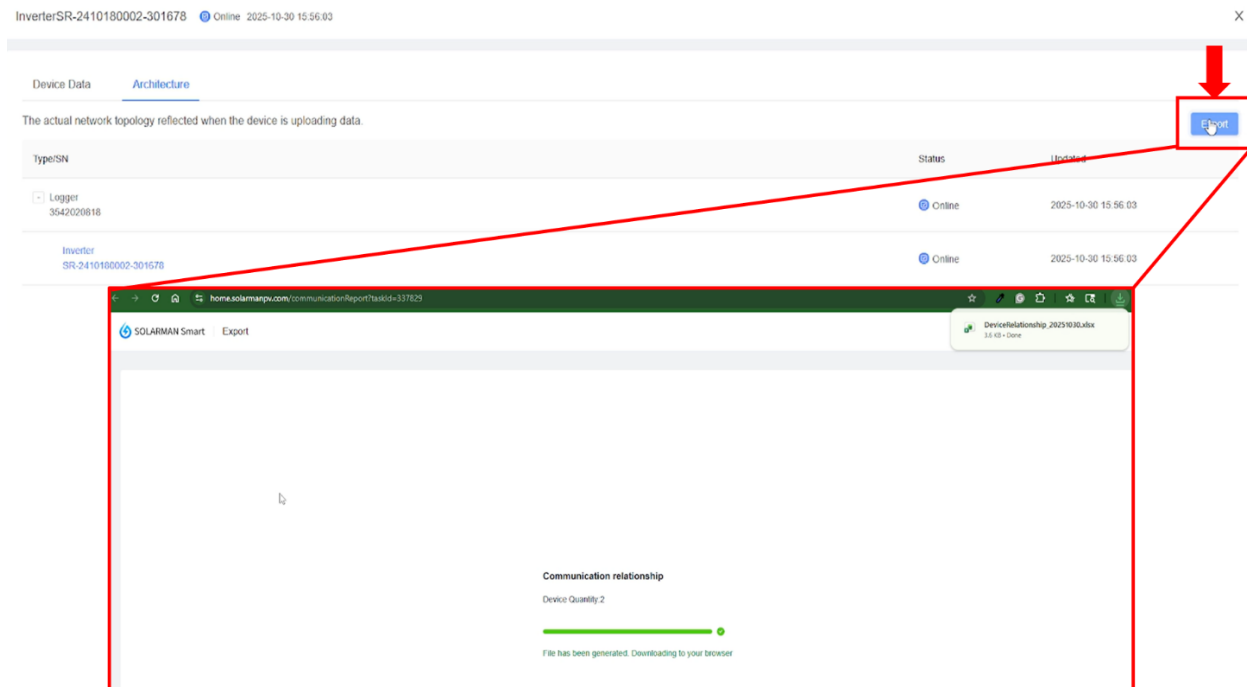 InverterSR-2410180002-301678 Online 2025-10-30 15:56:03 X
Device Data Architecture
The actual network topology reflected when the device is uploading data.
Export
Type/SN Status Updated
Logger
3542020818
Online 2025-10-30 15:56:03
Inverter
SR-2410180002-301678
Online 2025-10-30 15:56:03
home.solarmanpv.com/communicationReport?taskId=337829
SOLARMAN Smart Export
DeviceRelationship_20251030.xlsx
3.6 KB • Done
Communication relationship
Device Quantity:2
File has been generated. Downloading to your browser